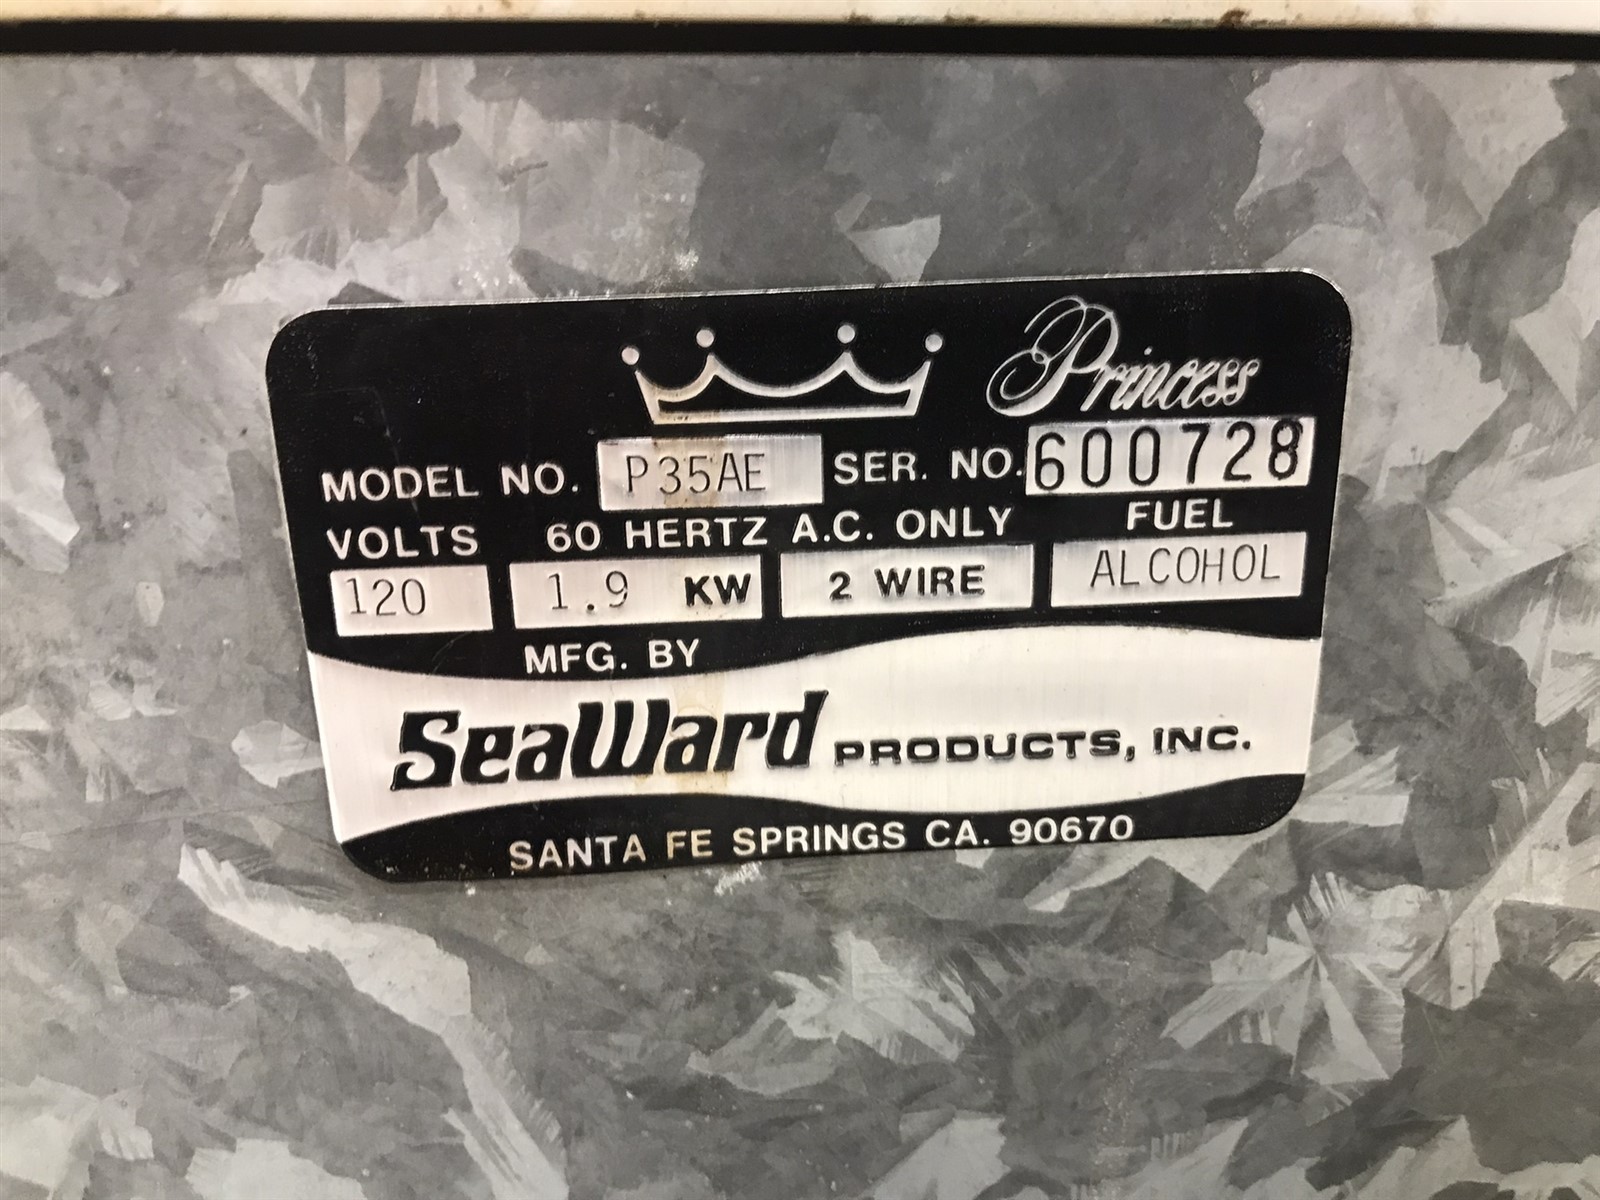 Princess
MODEL NO. P35AE SER. NO. 600728
VOLTS 60 HERTZ A.C. ONLY FUEL
120 1.9 KW 2 WIRE ALCOHOL
MFG. BY
SeaWard PRODUCTS, INC.
SANTA FE SPRINGS CA. 90670